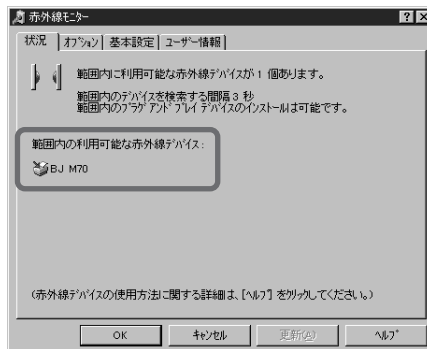 赤外線モニター
状況 オプション 基本設定 ユーザー情報
範囲内に利用可能な赤外線デバイスが 1 個あります。
範囲内のデバイスを検索する間隔 3 秒
範囲内のプラグ アンド プレイ デバイスのインストールは可能です。
範囲内の利用可能な赤外線デバイス:
BJ M70
(赤外線デバイスの使用方法に関する詳細は、[ヘルプ] をクリックしてください。)
OK キャンセル 更新(A) ヘルプ